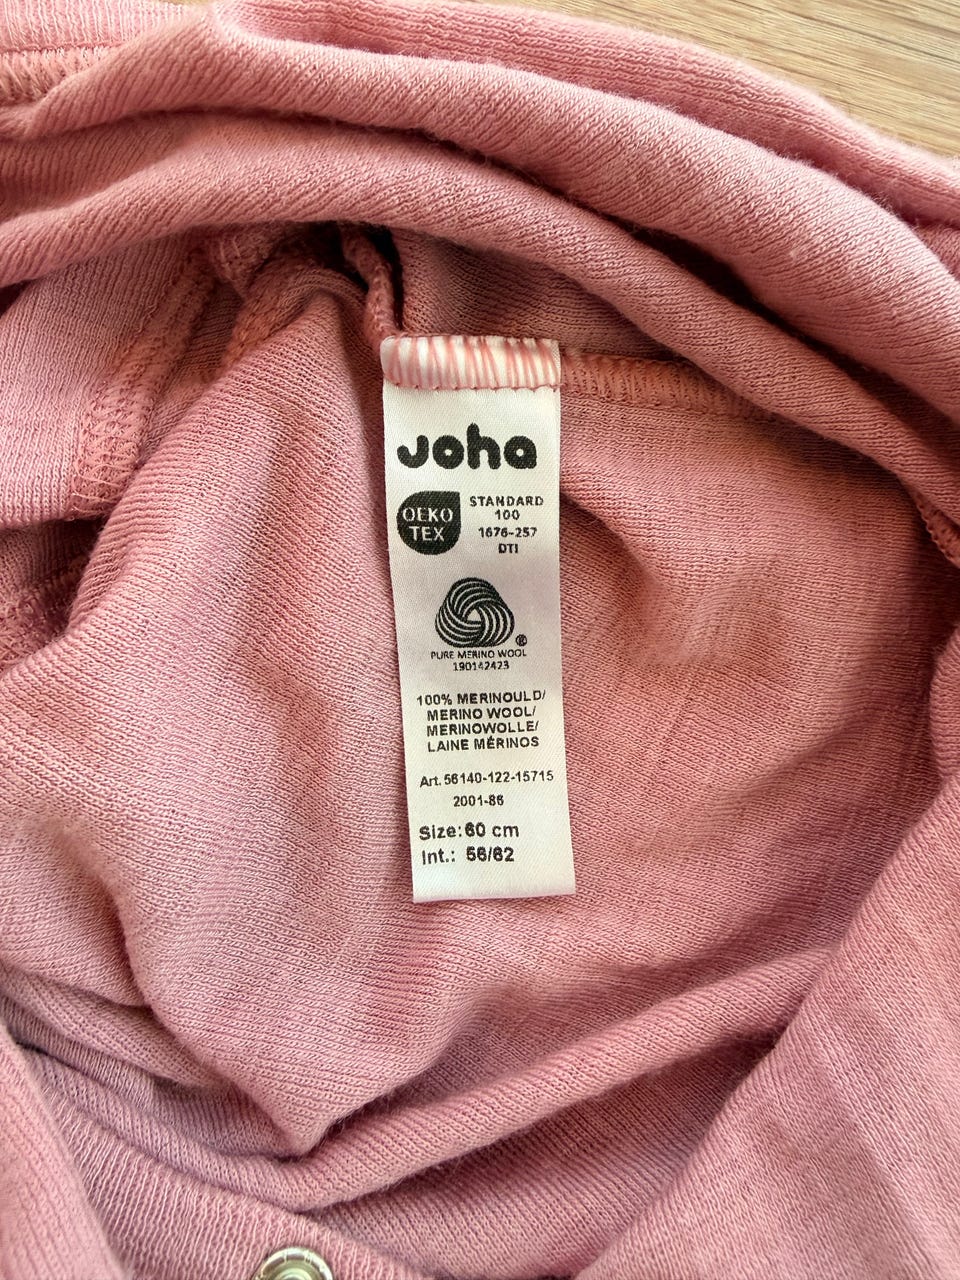 Joha
OEKO
TEX
STANDARD
100
1676-257
DTI
®
PURE MERINO WOOL
190142423
100% MERINOULD/
MERINO WOOL/
MERINOWOLLE/
LAINE MÉRINOS
Art. 56140-122-15715
2001-86
Size: 60 cm
Int.: 56/62